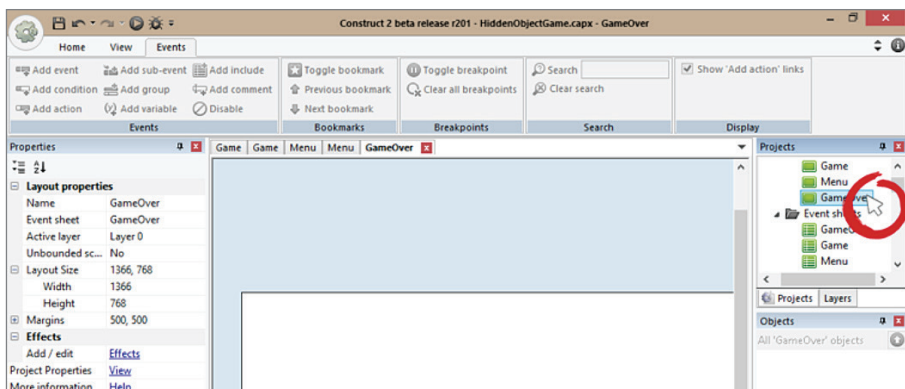 Construct 2 beta release r201 - HiddenObjectGame.capx - GameOver
Home View Events
Add event Add sub-event Add include Toggle bookmark Toggle breakpoint Search Show 'Add action' links
Add condition Add group Add comment Previous bookmark Clear all breakpoints Clear search
Add action Add variable Disable Next bookmark
Events Bookmarks Breakpoints Search Display
Properties Game Game Menu Menu GameOver Projects
Layout properties
Name GameOver
Event sheet GameOver
Active layer Layer 0
Unbounded sc... No
Layout Size 1366, 768
Width 1366
Height 768
Margins 500, 500
Effects
Add / edit Effects
Project Properties View
More information Help
Game
Menu
GameOver
Event sheets
Game
Menu
Projects Layers
Objects
All 'GameOver' objects